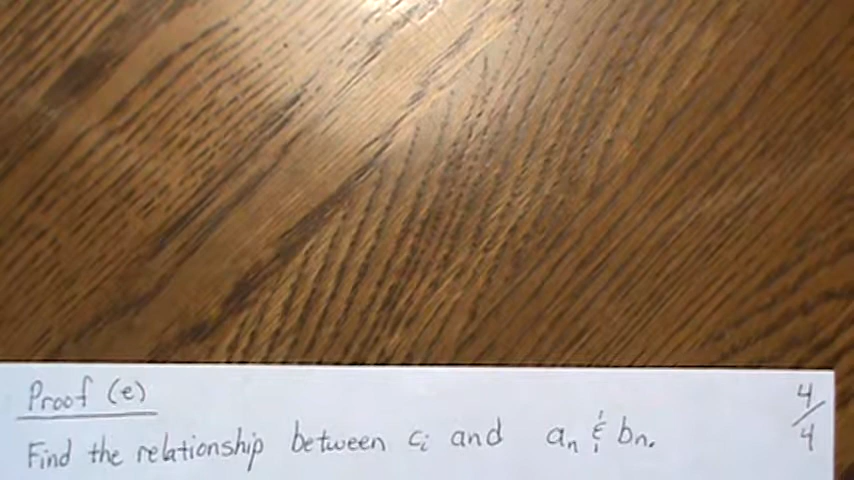 Proof (e)
4/4
Find the relationship between cᵢ and aₙ & bₙ.